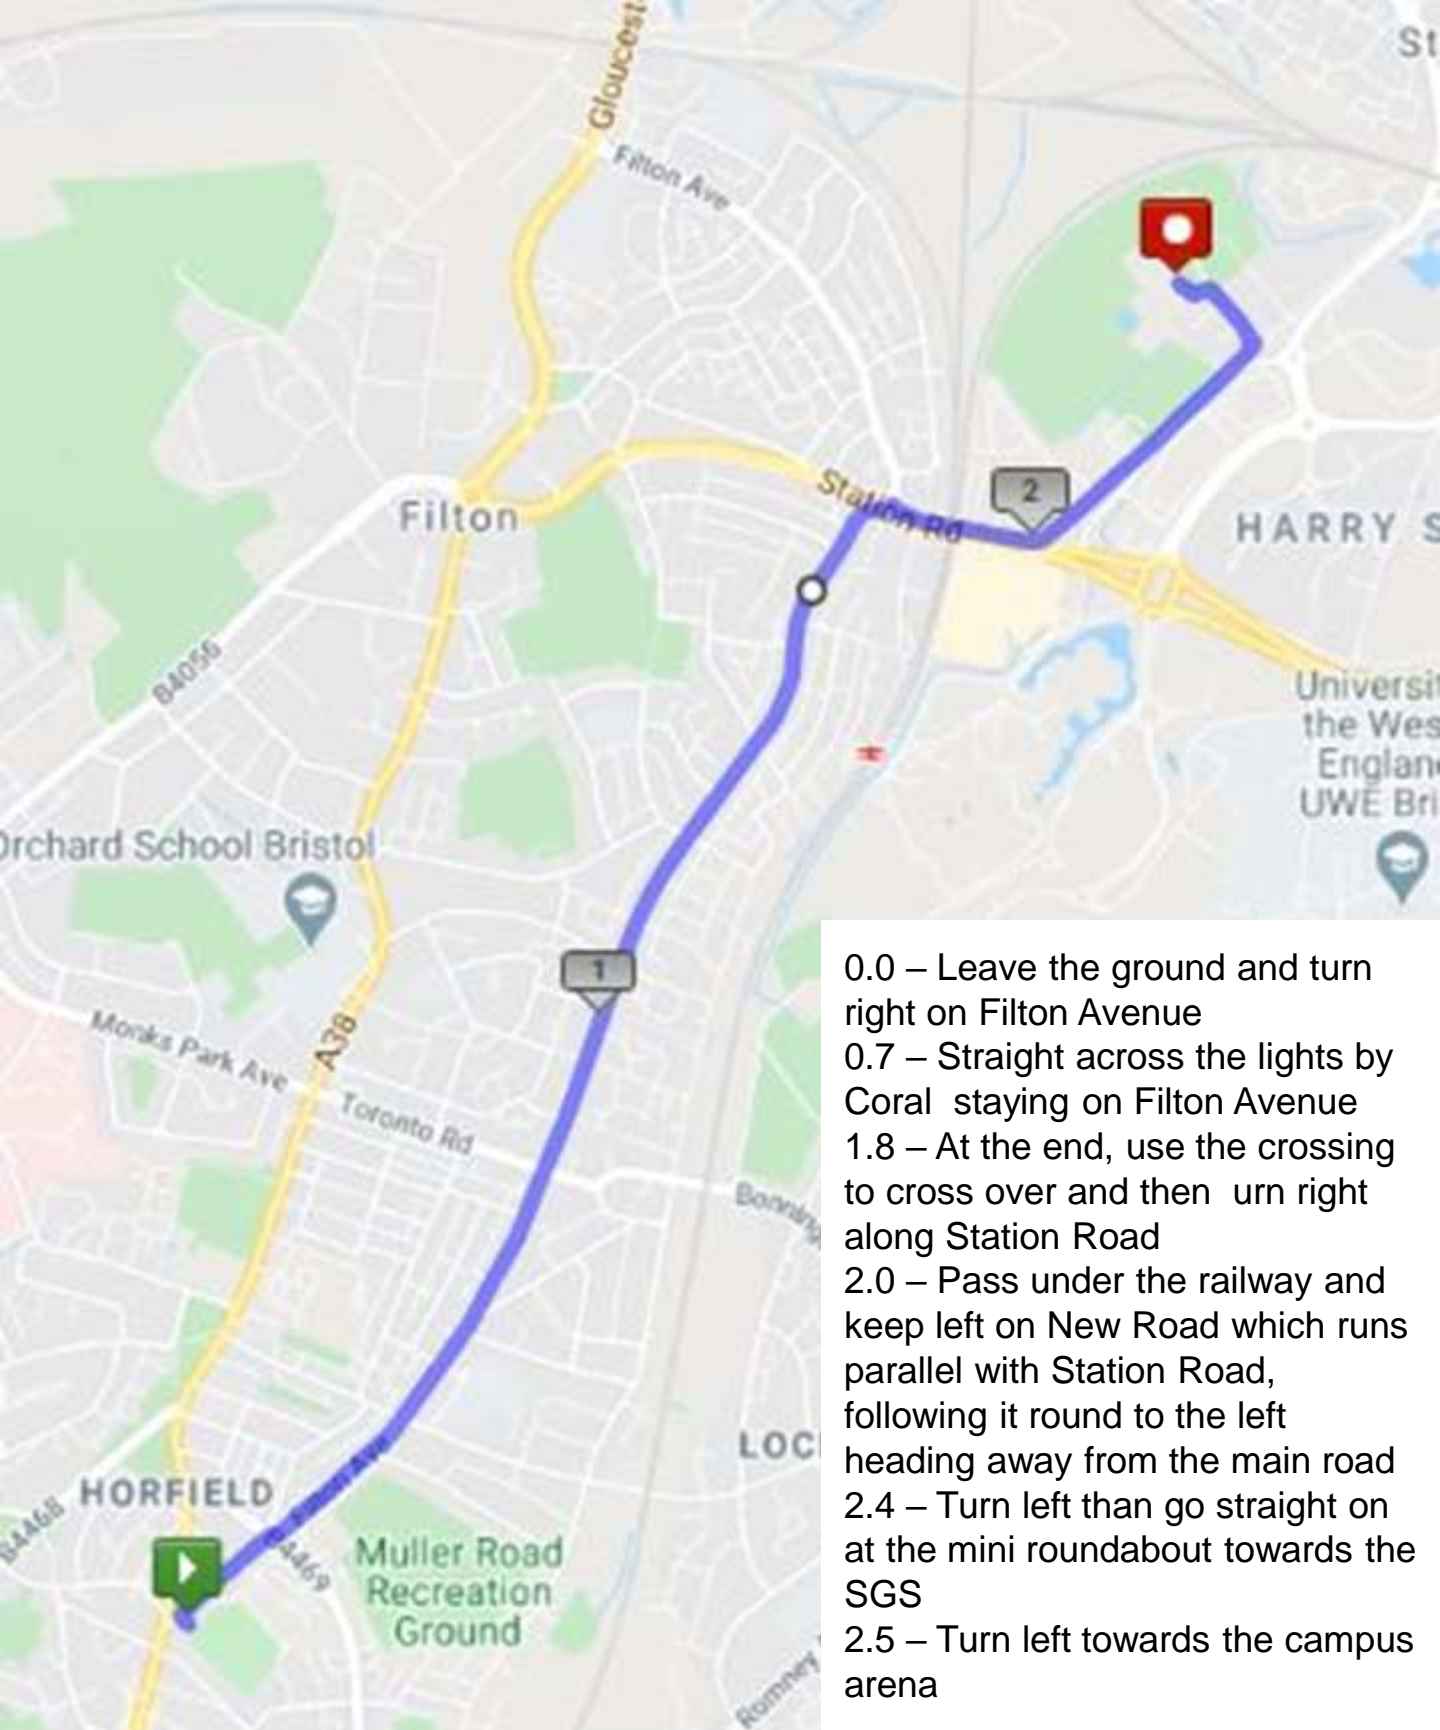 St
Gloucest
Filton Ave
Station Rd
2
Filton
HARRY S
B4056
Universit
the Wes
Englan
UWE Bri
Orchard School Bristol
1
Monks Park Ave
A38
Toronto Rd
Bonning
LOC
HORFIELD
Filton Ave
B4468
B4469
Muller Road
Recreation
Ground
Romney
0.0 – Leave the ground and turn
right on Filton Avenue
0.7 – Straight across the lights by
Coral  staying on Filton Avenue
1.8 – At the end, use the crossing
to cross over and then  urn right
along Station Road
2.0 – Pass under the railway and
keep left on New Road which runs
parallel with Station Road,
following it round to the left
heading away from the main road
2.4 – Turn left than go straight on
at the mini roundabout towards the
SGS
2.5 – Turn left towards the campus
arena